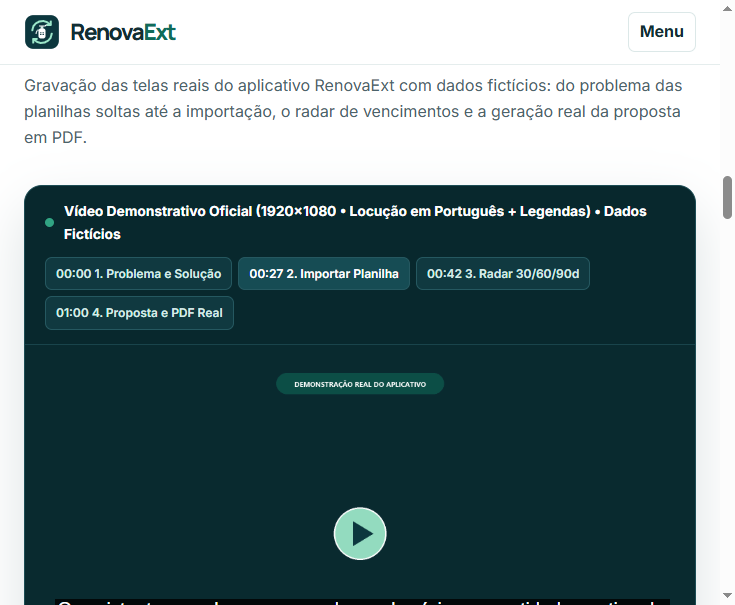 RenovaExt
Menu
Gravação das telas reais do aplicativo RenovaExt com dados fictícios: do problema das
planilhas soltas até a importação, o radar de vencimentos e a geração real da proposta
em PDF.
Vídeo Demonstrativo Oficial (1920×1080 • Locução em Português + Legendas) • Dados
Fictícios
00:00 1. Problema e Solução
00:27 2. Importar Planilha
00:42 3. Radar 30/60/90d
01:00 4. Proposta e PDF Real
DEMONSTRAÇÃO REAL DO APLICATIVO